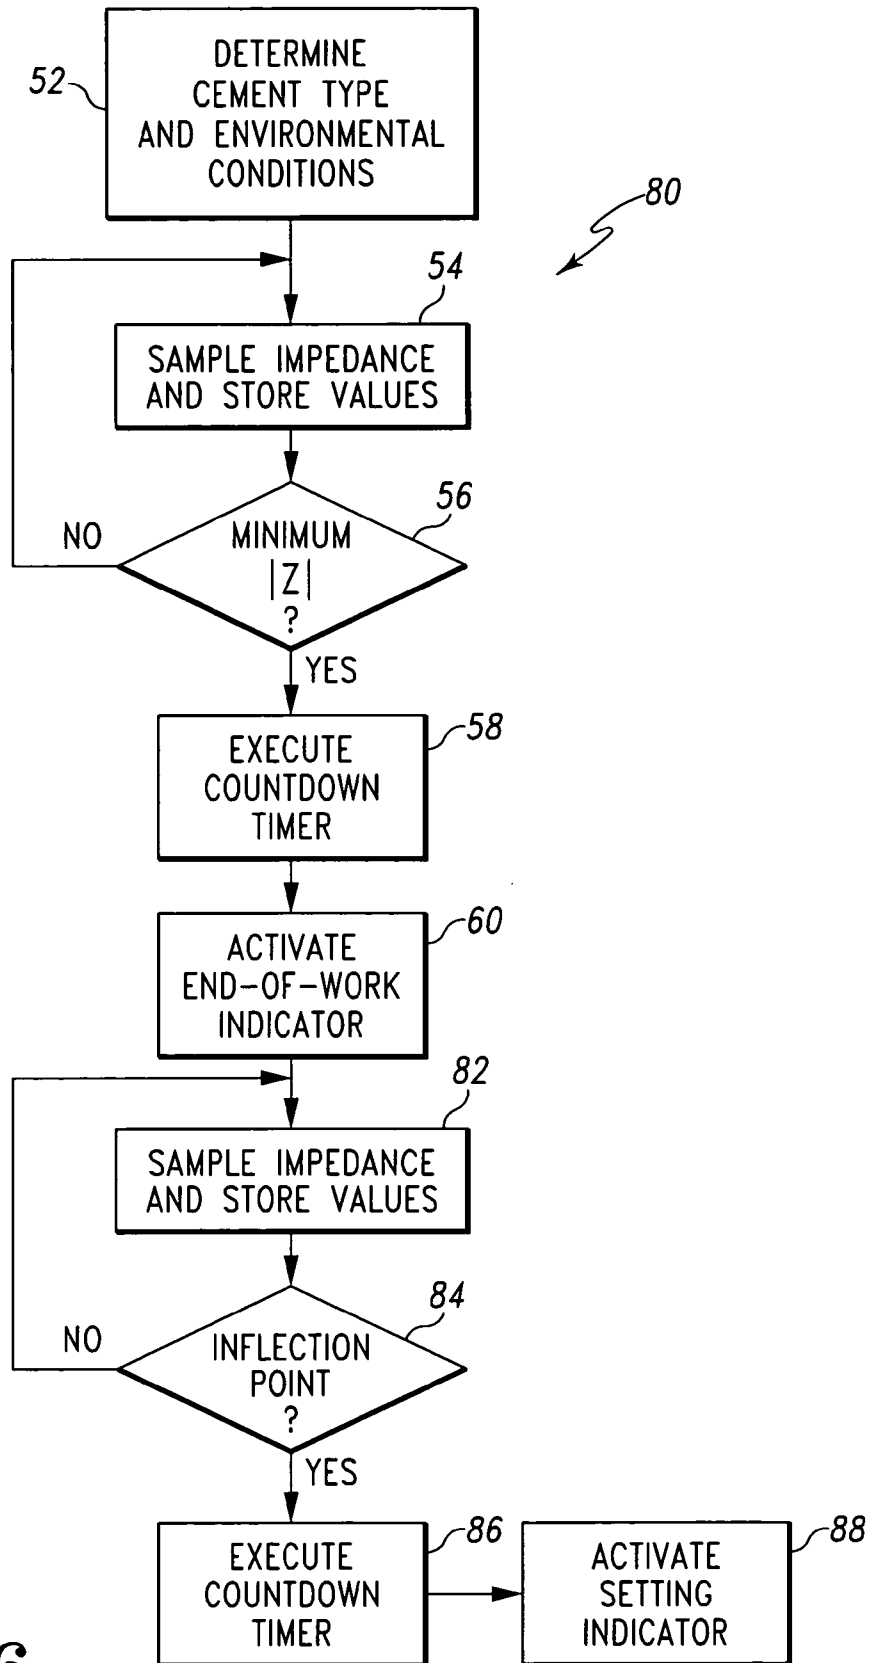 52
DETERMINE
CEMENT TYPE
AND ENVIRONMENTAL
CONDITIONS
80
54
SAMPLE IMPEDANCE
AND STORE VALUES
56
NO
MINIMUM
|Z|
?
YES
58
EXECUTE
COUNTDOWN
TIMER
60
ACTIVATE
END-OF-WORK
INDICATOR
82
SAMPLE IMPEDANCE
AND STORE VALUES
84
NO
INFLECTION
POINT
?
YES
86
EXECUTE
COUNTDOWN
TIMER
88
ACTIVATE
SETTING
INDICATOR